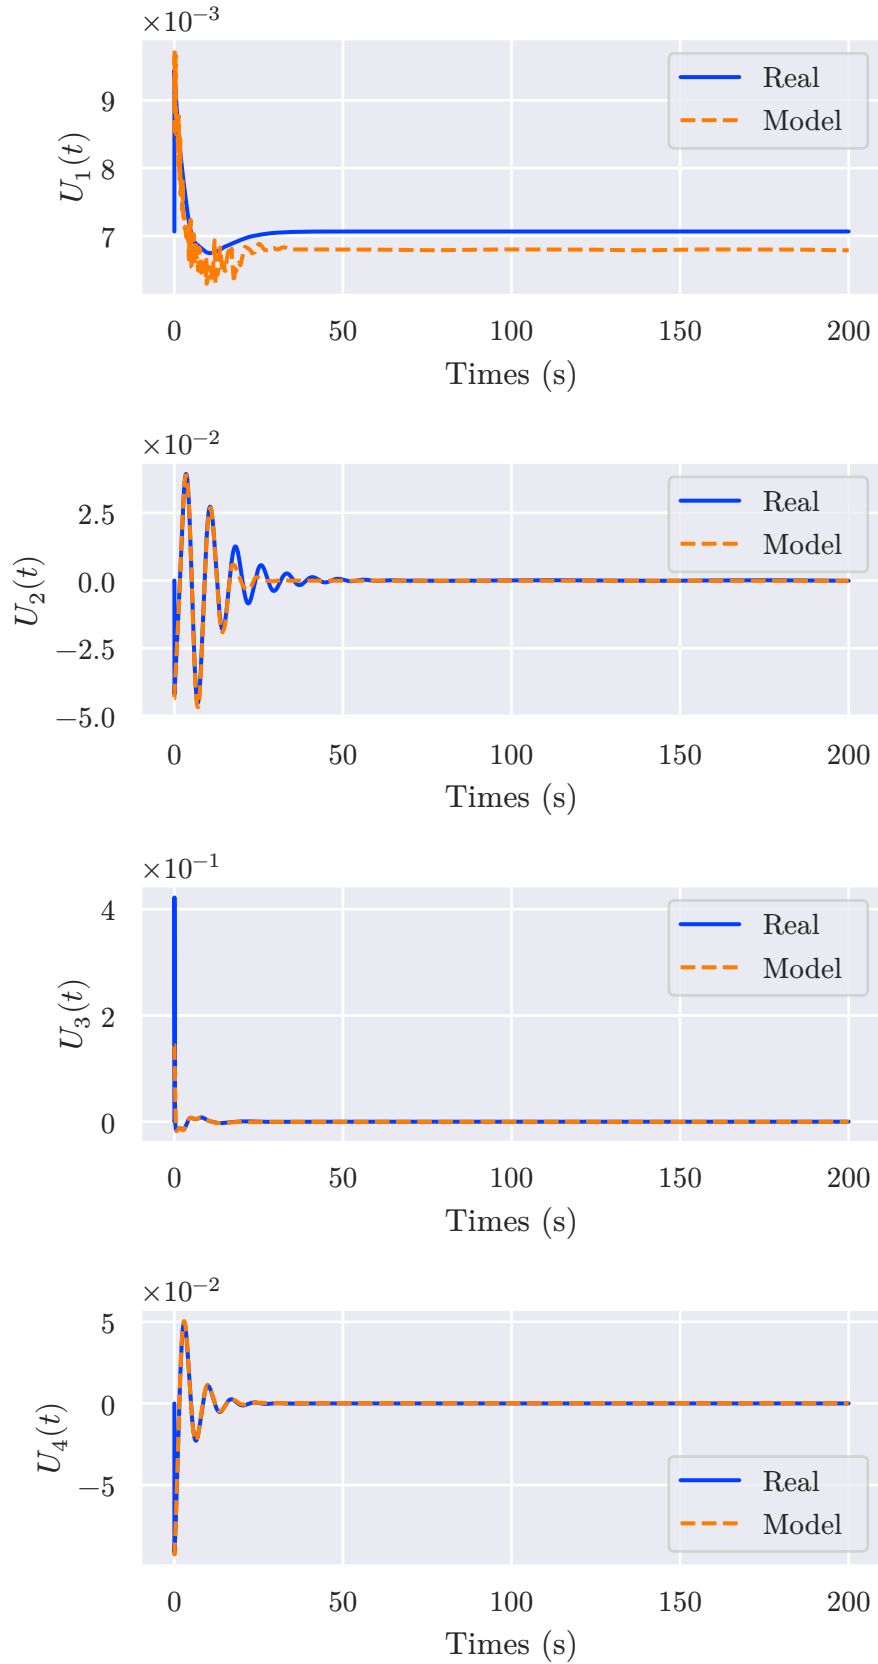 ×10⁻³
Real
Model
9
8
7
U₁(t)
0 50 100 150 200
Times (s)
×10⁻²
Real
Model
2.5
0.0
−2.5
−5.0
U₂(t)
0 50 100 150 200
Times (s)
×10⁻¹
Real
Model
4
2
0
U₃(t)
0 50 100 150 200
Times (s)
×10⁻²
5
0
−5
U₄(t)
Real
Model
0 50 100 150 200
Times (s)